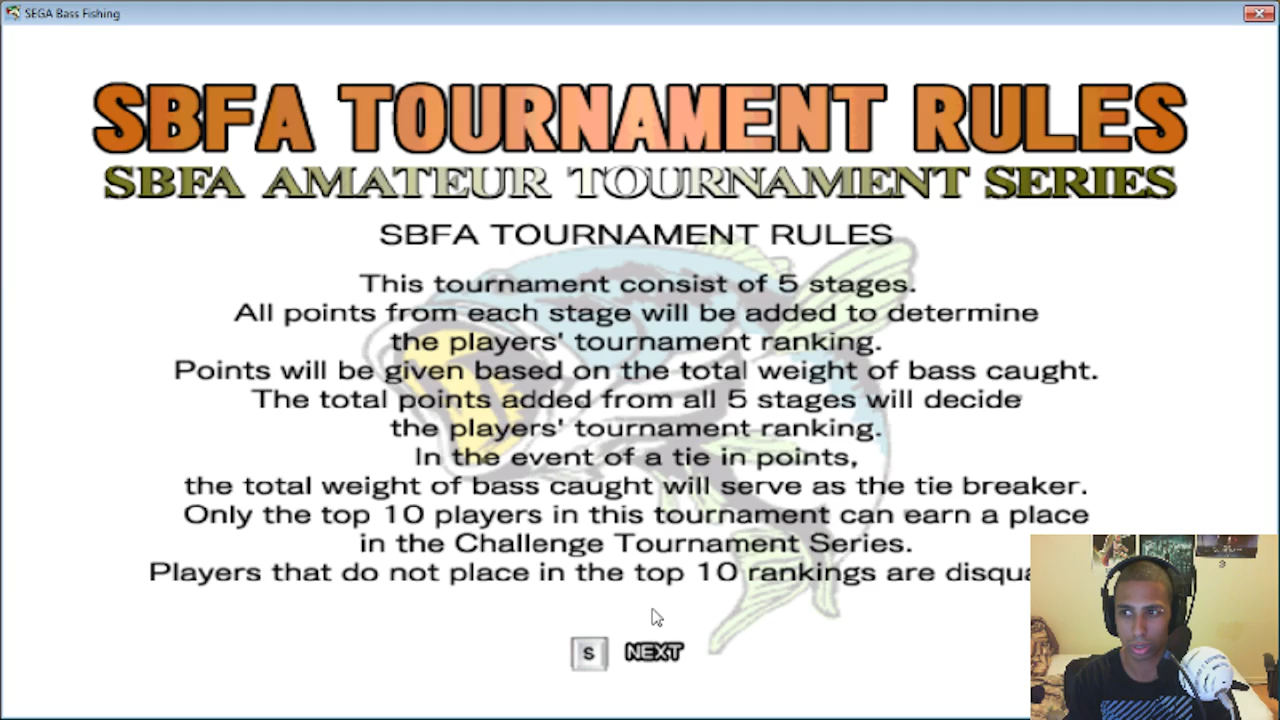 SEGA Bass Fishing
SBFA TOURNAMENT RULES
SBFA AMATEUR TOURNAMENT SERIES
SBFA TOURNAMENT RULES
This tournament consist of 5 stages.
All points from each stage will be added to determine
the players' tournament ranking.
Points will be given based on the total weight of bass caught.
The total points added from all 5 stages will decide
the players' tournament ranking.
In the event of a tie in points,
the total weight of bass caught will serve as the tie breaker.
Only the top 10 players in this tournament can earn a place
in the Challenge Tournament Series.
Players that do not place in the top 10 rankings are
S NEXT